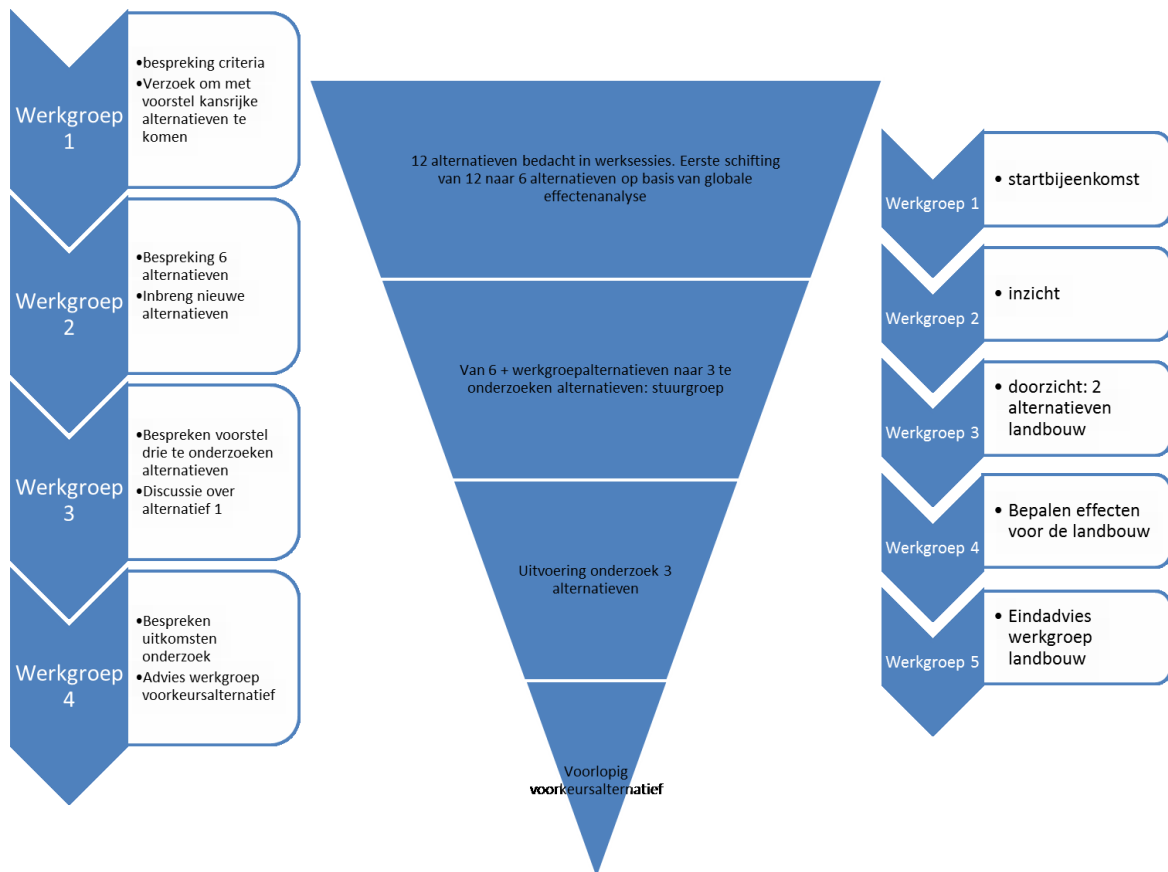 Werkgroep
1
•bespreking criteria
•Verzoek om met
voorstel kansrijke
alternatieven te
komen
Werkgroep
2
•Bespreking 6
alternatieven
•Inbreng nieuwe
alternatieven
Werkgroep
3
•Bespreken voorstel
drie te onderzoeken
alternatieven
•Discussie over
alternatief 1
Werkgroep
4
•Bespreken
uitkomsten
onderzoek
•Advies werkgroep
voorkeursalternatief
12 alternatieven bedacht in werksessies. Eerste schifting
van 12 naar 6 alternatieven op basis van globale
effectenanalyse
Van 6 + werkgroepalternatieven naar 3 te
onderzoeken alternatieven: stuurgroep
Uitvoering onderzoek 3
alternatieven
Voorlopig
voorkeursalternatief
Werkgroep 1
• startbijeenkomst
Werkgroep 2
• inzicht
Werkgroep 3
• doorzicht: 2
alternatieven
landbouw
Werkgroep 4
• Bepalen effecten
voor de landbouw
Werkgroep 5
• Eindadvies
werkgroep
landbouw